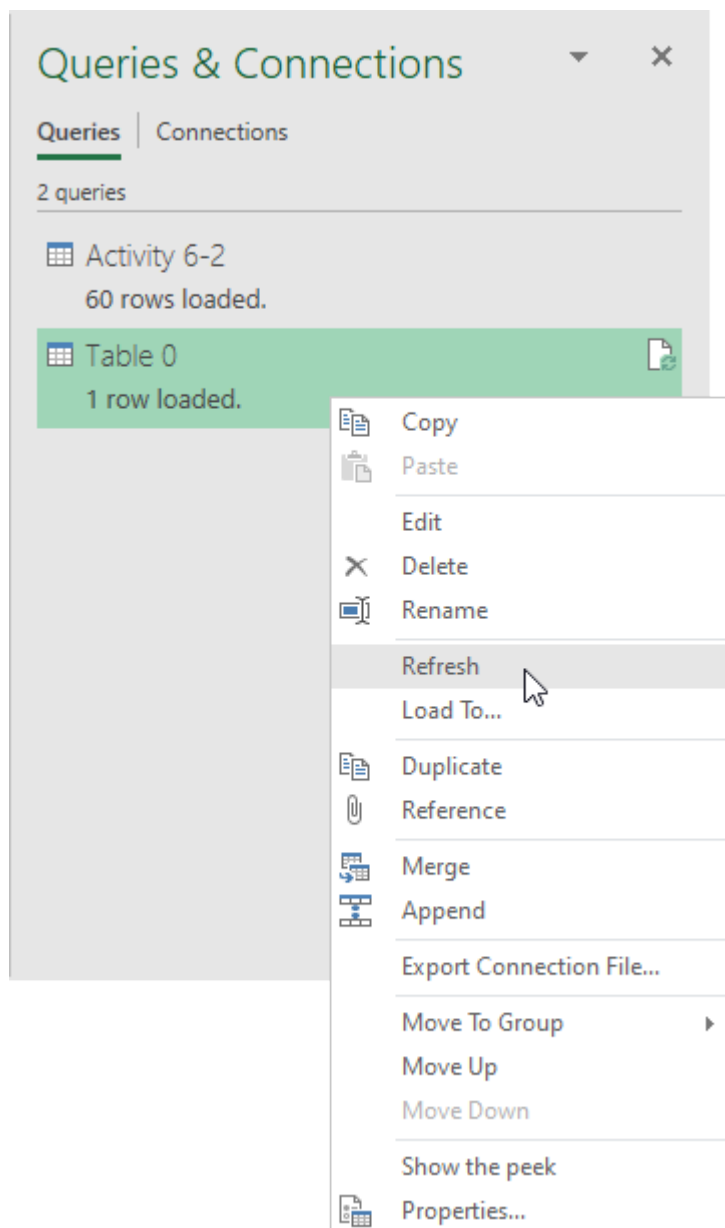 Queries & Connections
Queries | Connections
2 queries
Activity 6-2
60 rows loaded.
Table 0
1 row loaded.
Copy
Paste
Edit
Delete
Rename
Refresh
Load To...
Duplicate
Reference
Merge
Append
Export Connection File...
Move To Group
Move Up
Move Down
Show the peek
Properties...